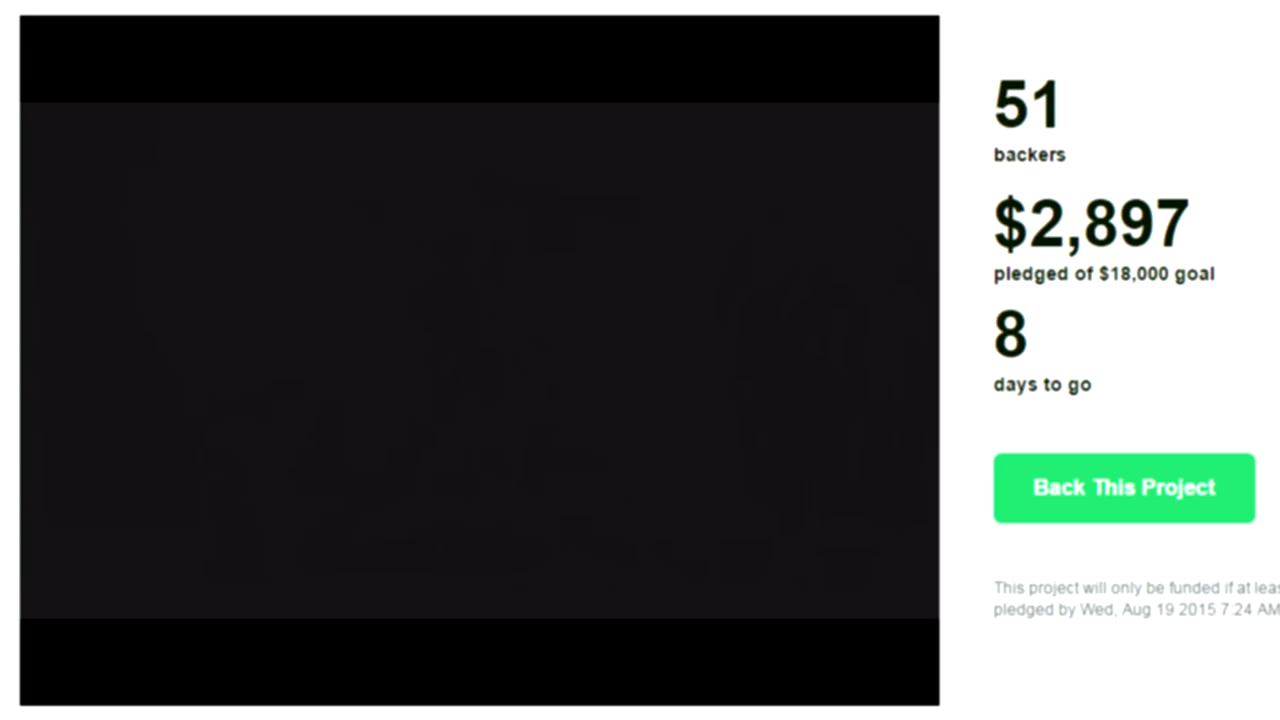 51
backers
$2,897
pledged of $18,000 goal
8
days to go
Back This Project
This project will only be funded if at leas
pledged by Wed, Aug 19 2015 7:24 AM